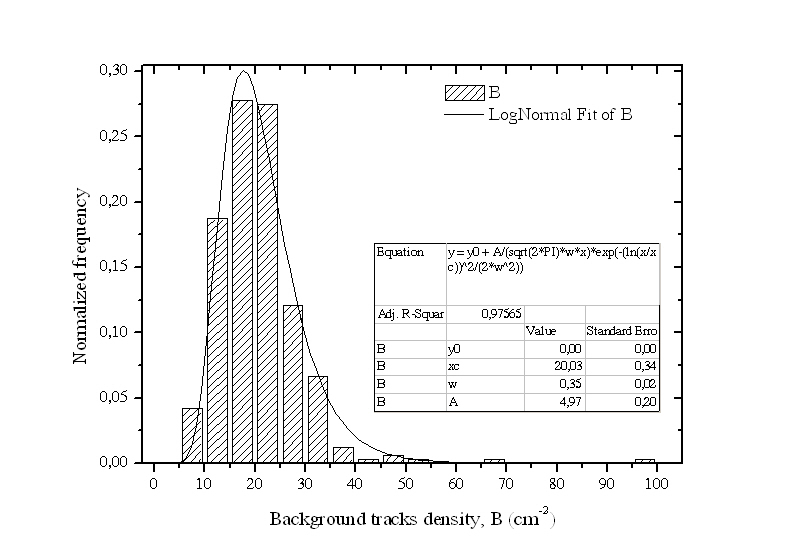 0,30
0,25
0,20
0,15
0,10
0,05
0,00
Normalized frequency
B
LogNormal Fit of B
Equation y = y0 + A/(sqrt(2*PI)*w*x)*exp(-(ln(x/x
c))^2/(2*w^2))
Adj. R-Squar 0,97565
Value Standard Erro
B y0 0,00 0,00
B xc 20,03 0,34
B w 0,35 0,02
B A 4,97 0,20
0 10 20 30 40 50 60 70 80 90 100
Background tracks density, B (cm⁻²)